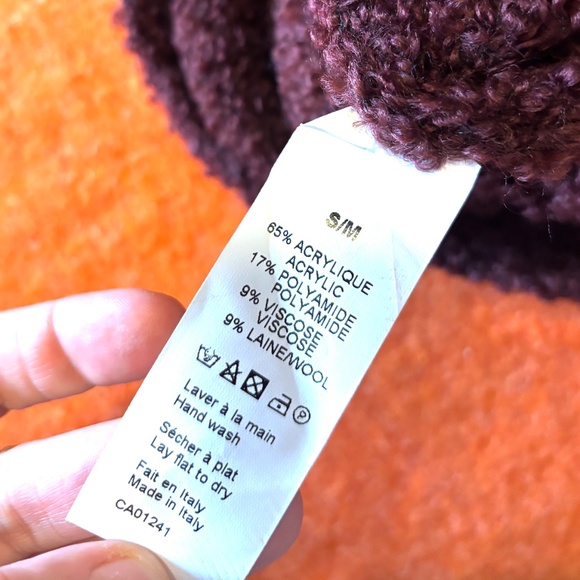 S/M
65% ACRYLIQUE
ACRYLIC
17% POLYAMIDE
POLYAMIDE
9% VISCOSE
VISCOSE
9% LAINE/WOOL
P
Laver à la main
Hand wash
Sécher à plat
Lay flat to dry
Fait en Italy
Made in Italy
CA01241